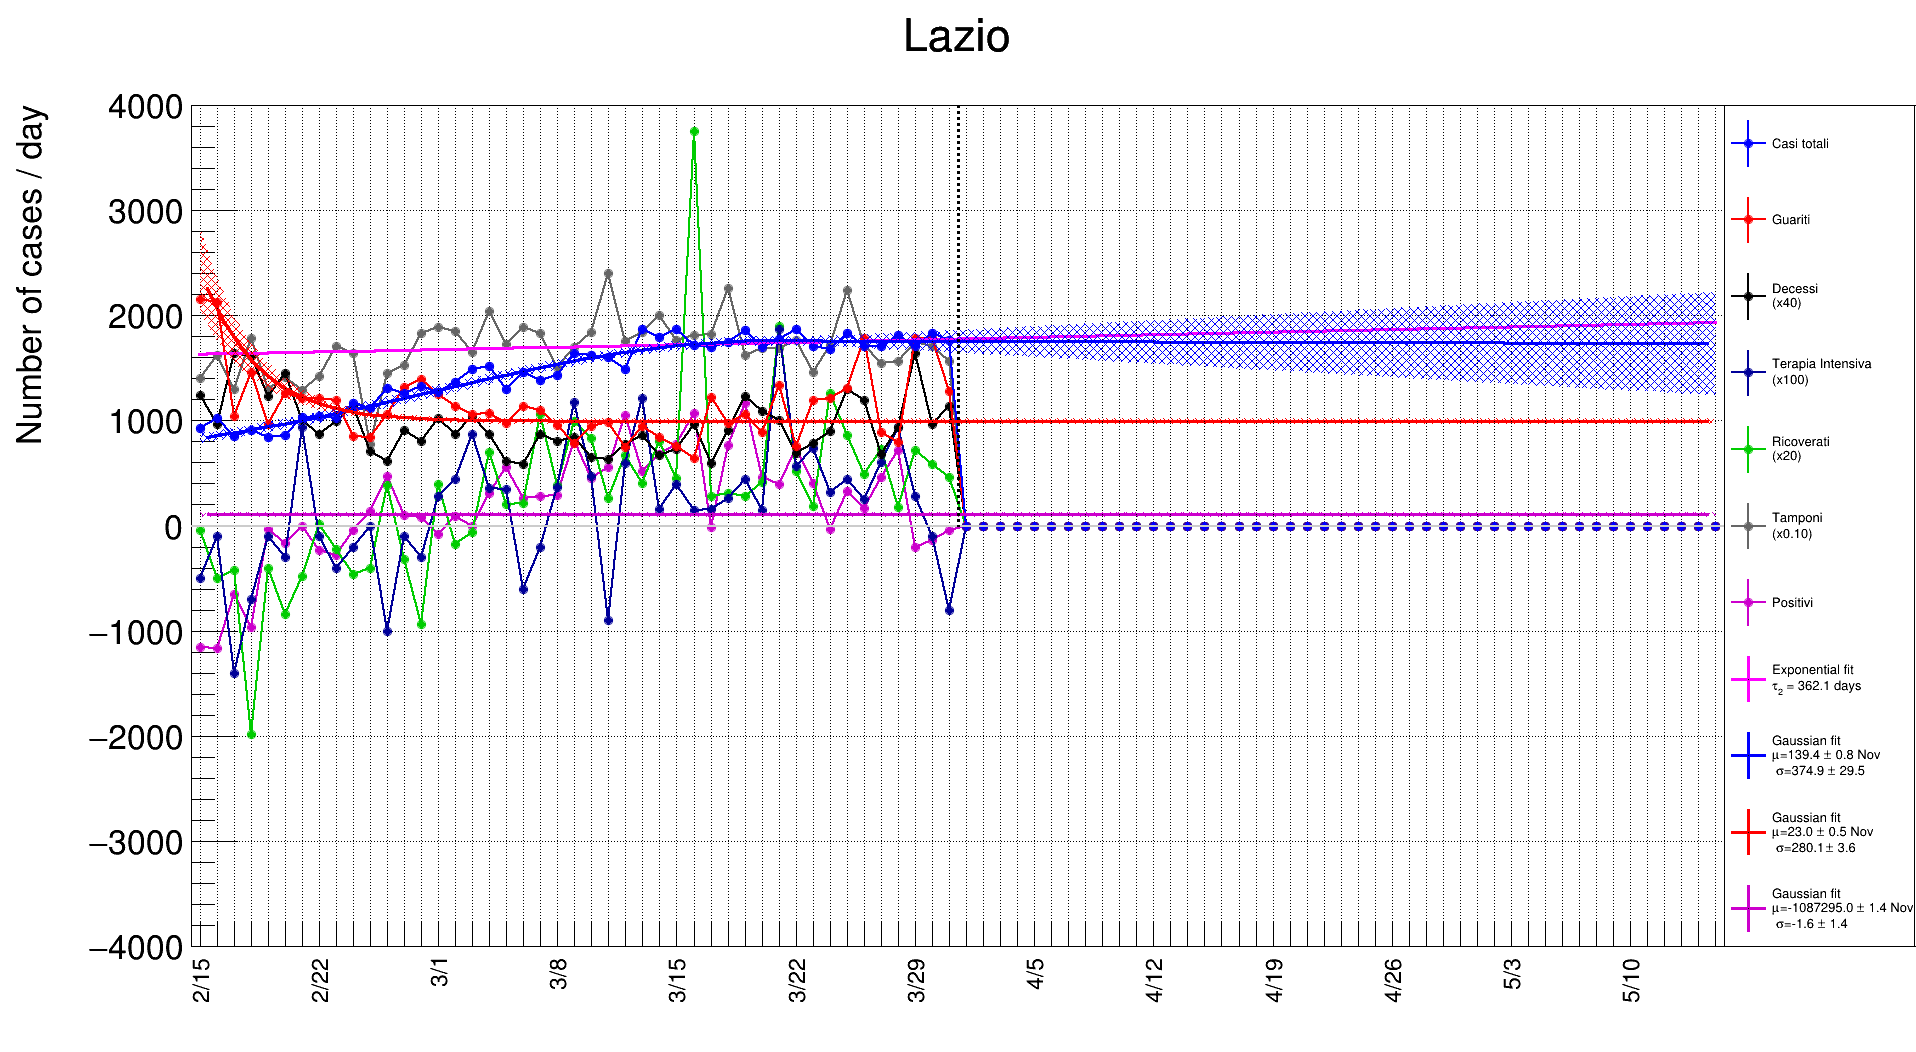 Lazio
Number of cases / day
4000
3000
2000
1000
0
−1000
−2000
−3000
−4000
2/15
2/22
3/1
3/8
3/15
3/22
3/29
4/5
4/12
4/19
4/26
5/3
5/10
Casi totali
Guariti
Decessi
(x40)
Terapia Intensiva
(x100)
Ricoverati
(x20)
Tamponi
(x0.10)
Positivi
Exponential fit
τ2 = 362.1 days
Gaussian fit
μ=139.4 ± 0.8 Nov
σ=374.9 ± 29.5
Gaussian fit
μ=23.0 ± 0.5 Nov
σ=280.1 ± 3.6
Gaussian fit
μ=-1087295.0 ± 1.4 Nov
σ=-1.6 ± 1.4